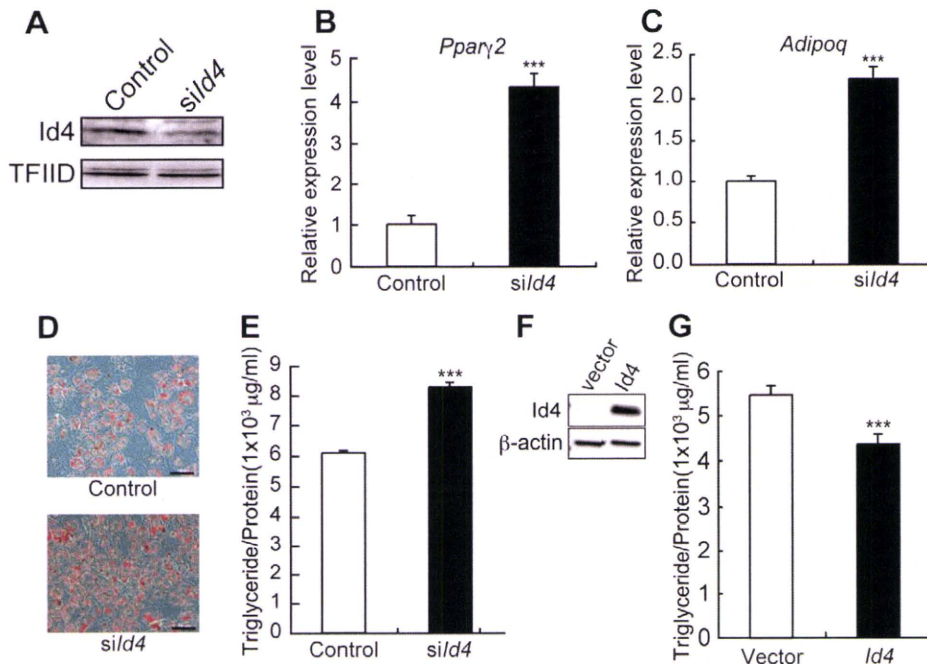 A
Control
siId4
Id4
TFIID
B
Pparγ2
Relative expression level
5
4
3
2
1
0
***
Control
siId4
C
Adipoq
Relative expression level
2.5
2.0
1.5
1.0
0.5
0.0
***
Control
siId4
D
Control
siId4
E
Triglyceride/Protein(1x10³ μg/ml)
9
8
7
6
5
4
3
2
1
0
***
Control
siId4
F
vector
Id4
Id4
β-actin
G
Triglyceride/Protein(1x10³ μg/ml)
6
5
4
3
2
1
0
***
Vector
Id4